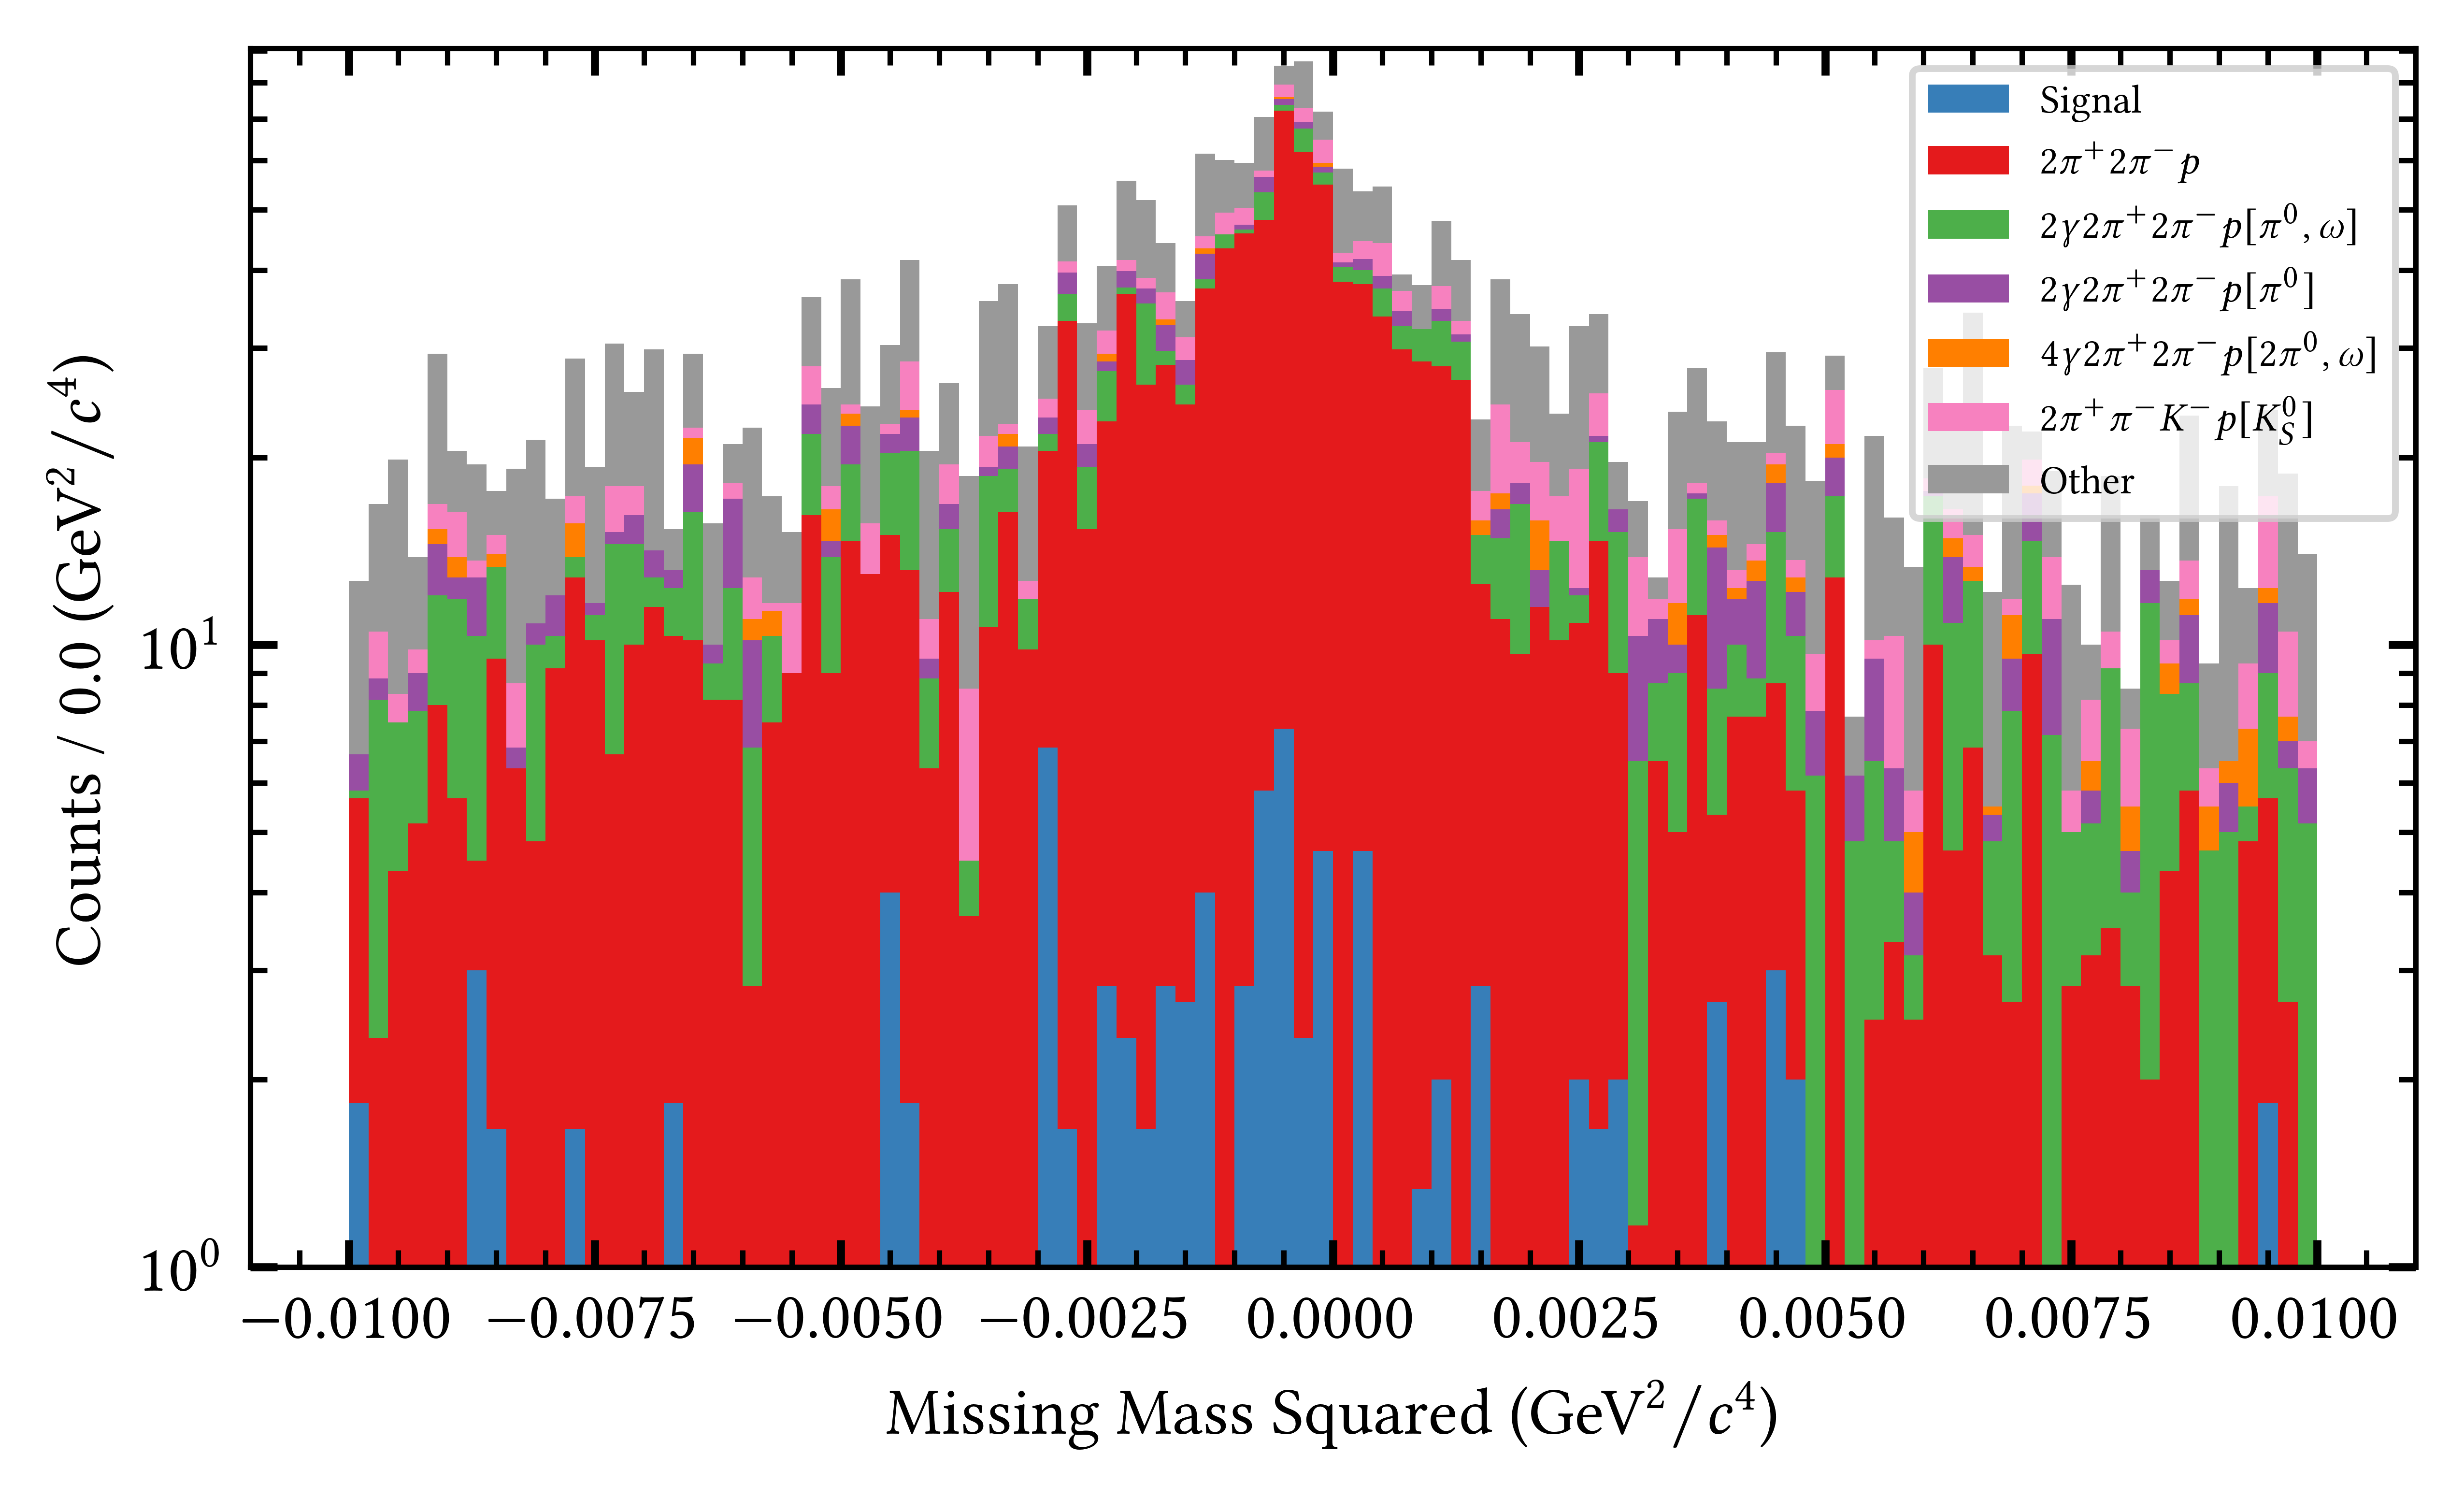 Counts / 0.0 (GeV²/c⁴)
10¹
10⁰
Signal
2π⁺2π⁻p
2γ2π⁺2π⁻p[π⁰, ω]
2γ2π⁺2π⁻p[π⁰]
4γ2π⁺2π⁻p[2π⁰, ω]
2π⁺π⁻K⁻p[K⁰_S]
Other
−0.0100 −0.0075 −0.0050 −0.0025 0.0000 0.0025 0.0050 0.0075 0.0100
Missing Mass Squared (GeV²/c⁴)